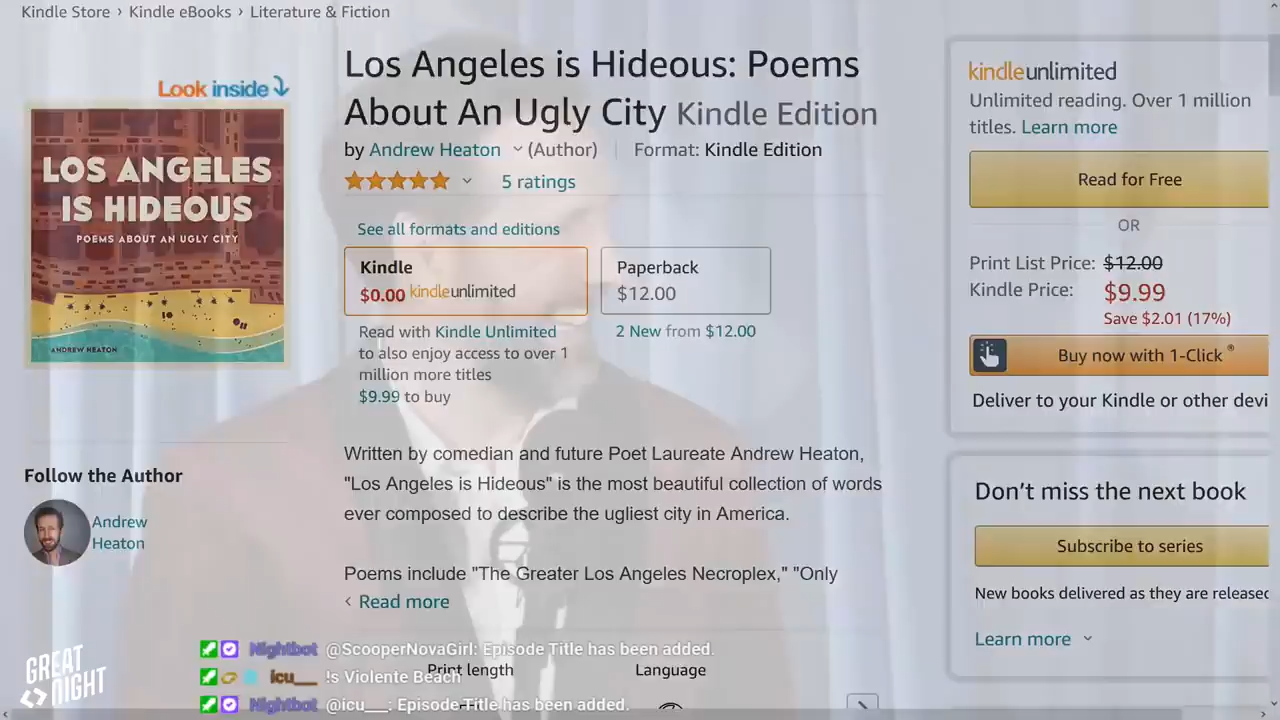 Kindle Store › Kindle eBooks › Literature & Fiction
Look inside
LOS ANGELES
IS HIDEOUS
POEMS ABOUT AN UGLY CITY
ANDREW HEATON
Los Angeles is Hideous: Poems
About An Ugly City Kindle Edition
by Andrew Heaton (Author) | Format: Kindle Edition
5 ratings
See all formats and editions
Kindle
$0.00 kindleunlimited
Read with Kindle Unlimited
to also enjoy access to over 1
million more titles
$9.99 to buy
Paperback
$12.00
2 New from $12.00
Written by comedian and future Poet Laureate Andrew Heaton,
"Los Angeles is Hideous" is the most beautiful collection of words
ever composed to describe the ugliest city in America.
Poems include "The Greater Los Angeles Necroplex," "Only
‹ Read more
Print length
Language
Follow the Author
Andrew
Heaton
kindleunlimited
Unlimited reading. Over 1 million
titles. Learn more
Read for Free
OR
Print List Price: $12.00
Kindle Price: $9.99
Save $2.01 (17%)
Buy now with 1-Click ®
Deliver to your Kindle or other devi
Don't miss the next book
Subscribe to series
New books delivered as they are released
Learn more
GREAT
NIGHT
Nightbot @ScooperNovaGirl: Episode Title has been added.
icu___ !s Violente Beach
Nightbot @icu___: Episode Title has been added.